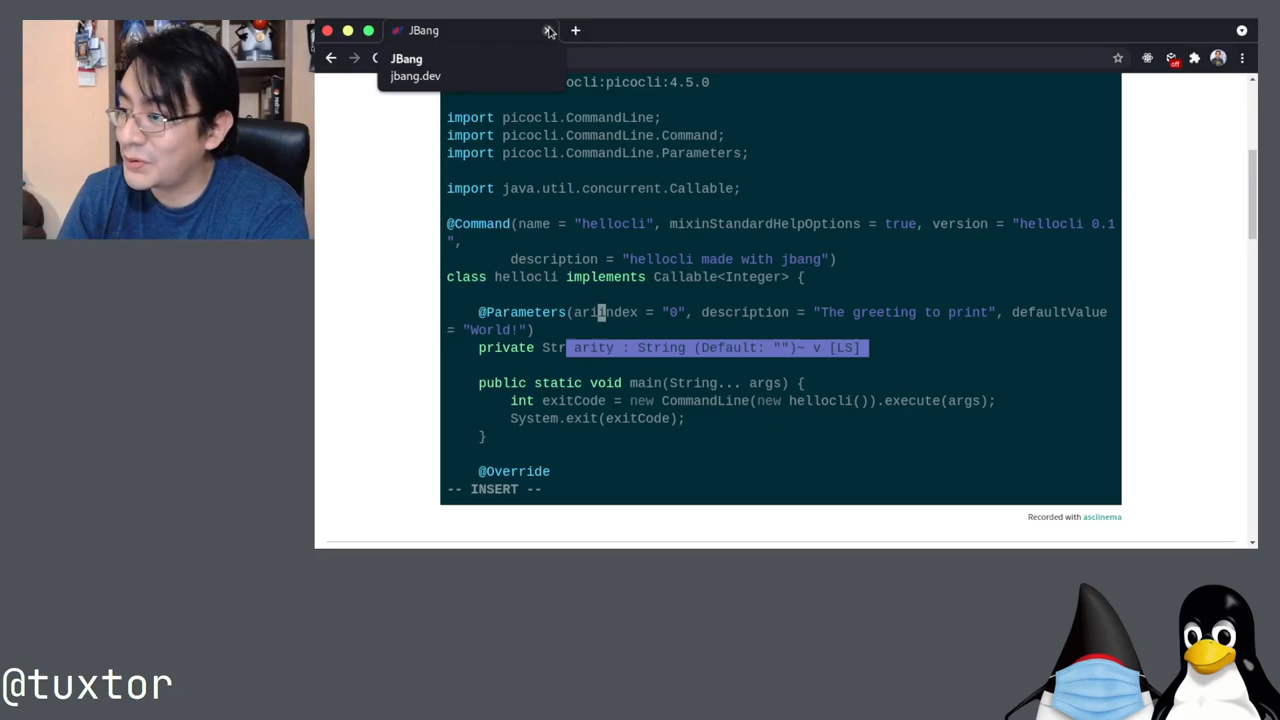 JBang
JBang
jbang.dev
off
ocli:picocli:4.5.0
import picocli.CommandLine;
import picocli.CommandLine.Command;
import picocli.CommandLine.Parameters;
import java.util.concurrent.Callable;
@Command(name = "hellocli", mixinStandardHelpOptions = true, version = "hellocli 0.1
",
description = "hellocli made with jbang")
class hellocli implements Callable<Integer> {
@Parameters(ariindex = "0", description = "The greeting to print", defaultValue
= "World!")
private Str arity : String (Default: "")~ v [LS]
public static void main(String... args) {
int exitCode = new CommandLine(new hellocli()).execute(args);
System.exit(exitCode);
}
@Override
-- INSERT --
Recorded with asciinema
@tuxtor